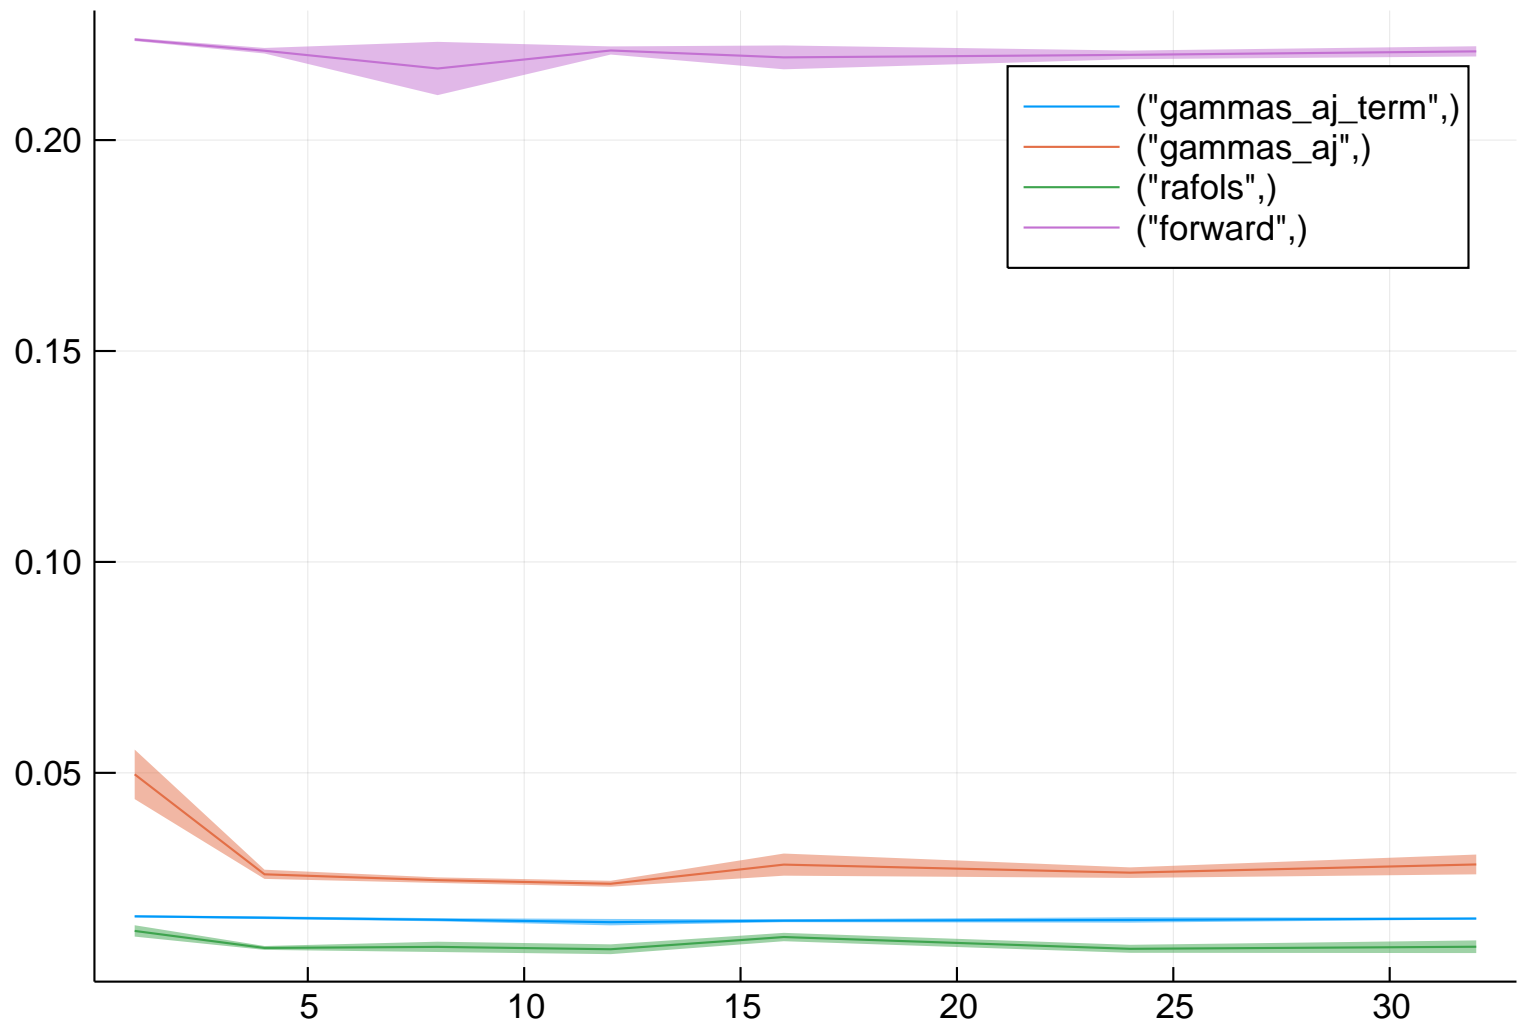 0.20
0.15
0.10
0.05
("gammas_aj_term",)
("gammas_aj",)
("rafols",)
("forward",)
5 10 15 20 25 30